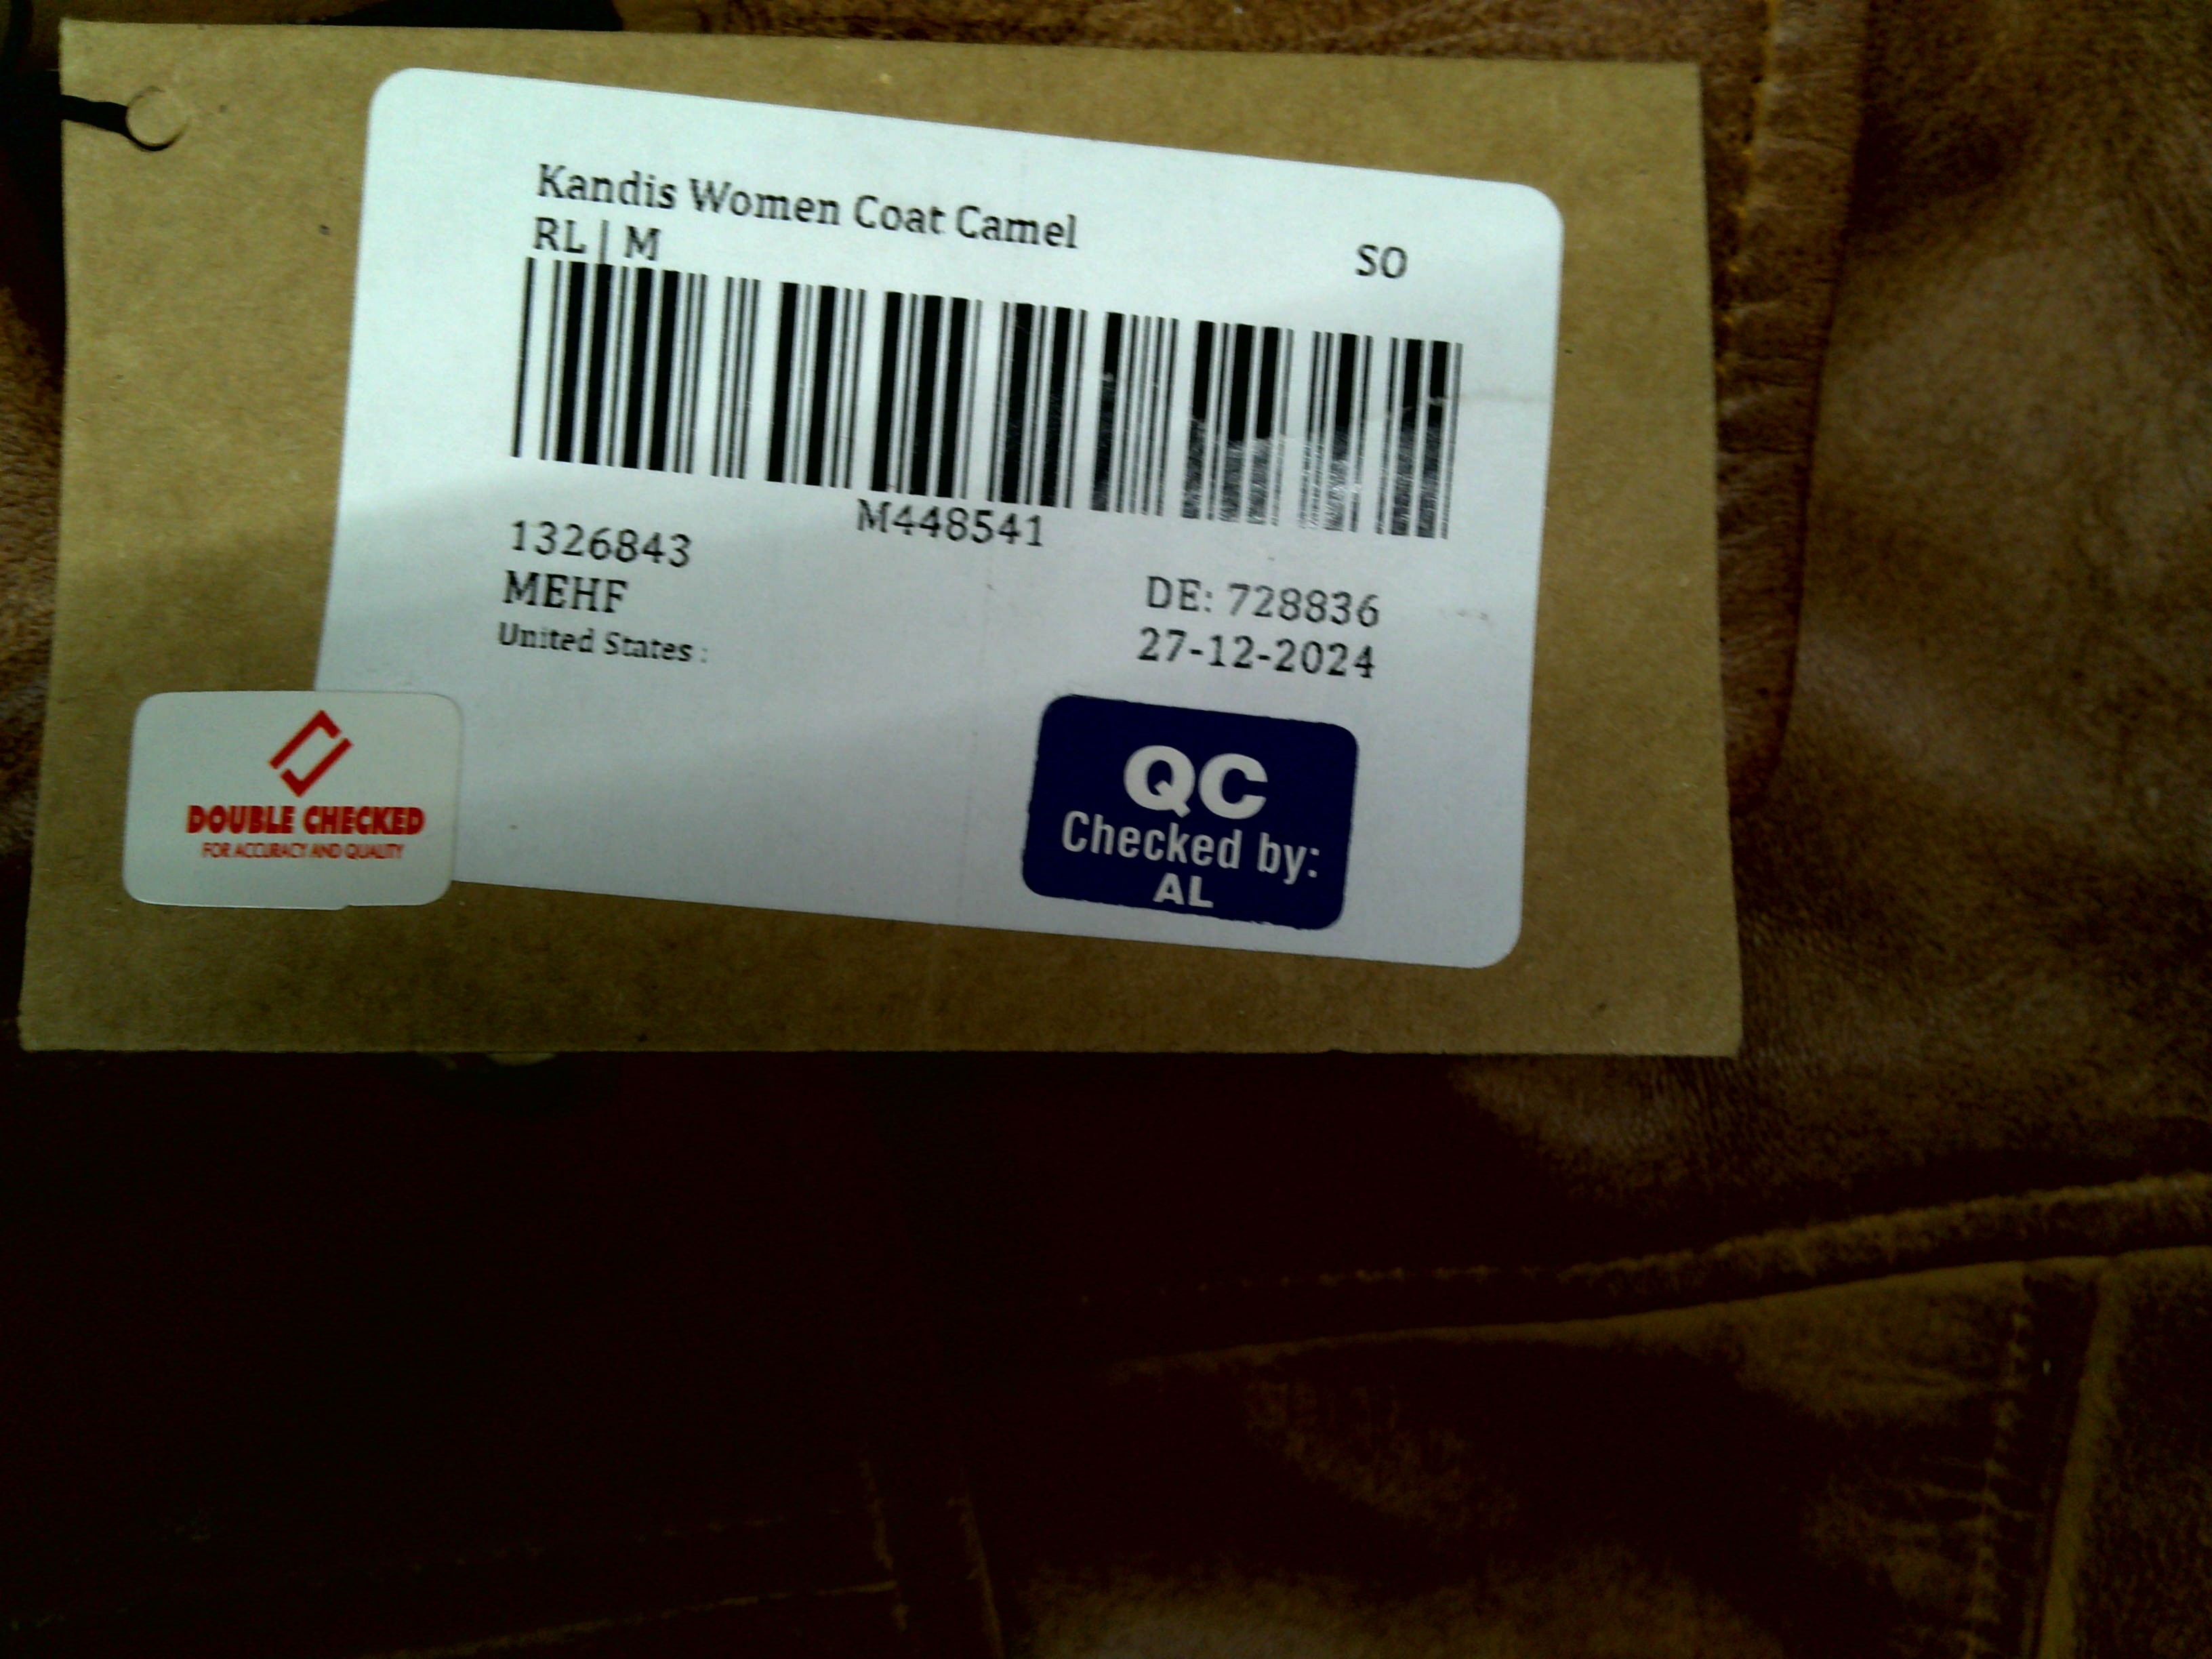 Kandis Women Coat Camel
RL | M
SO
M448541
1326843
MEHF
United States :
DE: 728836
27-12-2024
DOUBLE CHECKED
FOR ACCURACY AND QUALITY
QC
Checked by:
AL